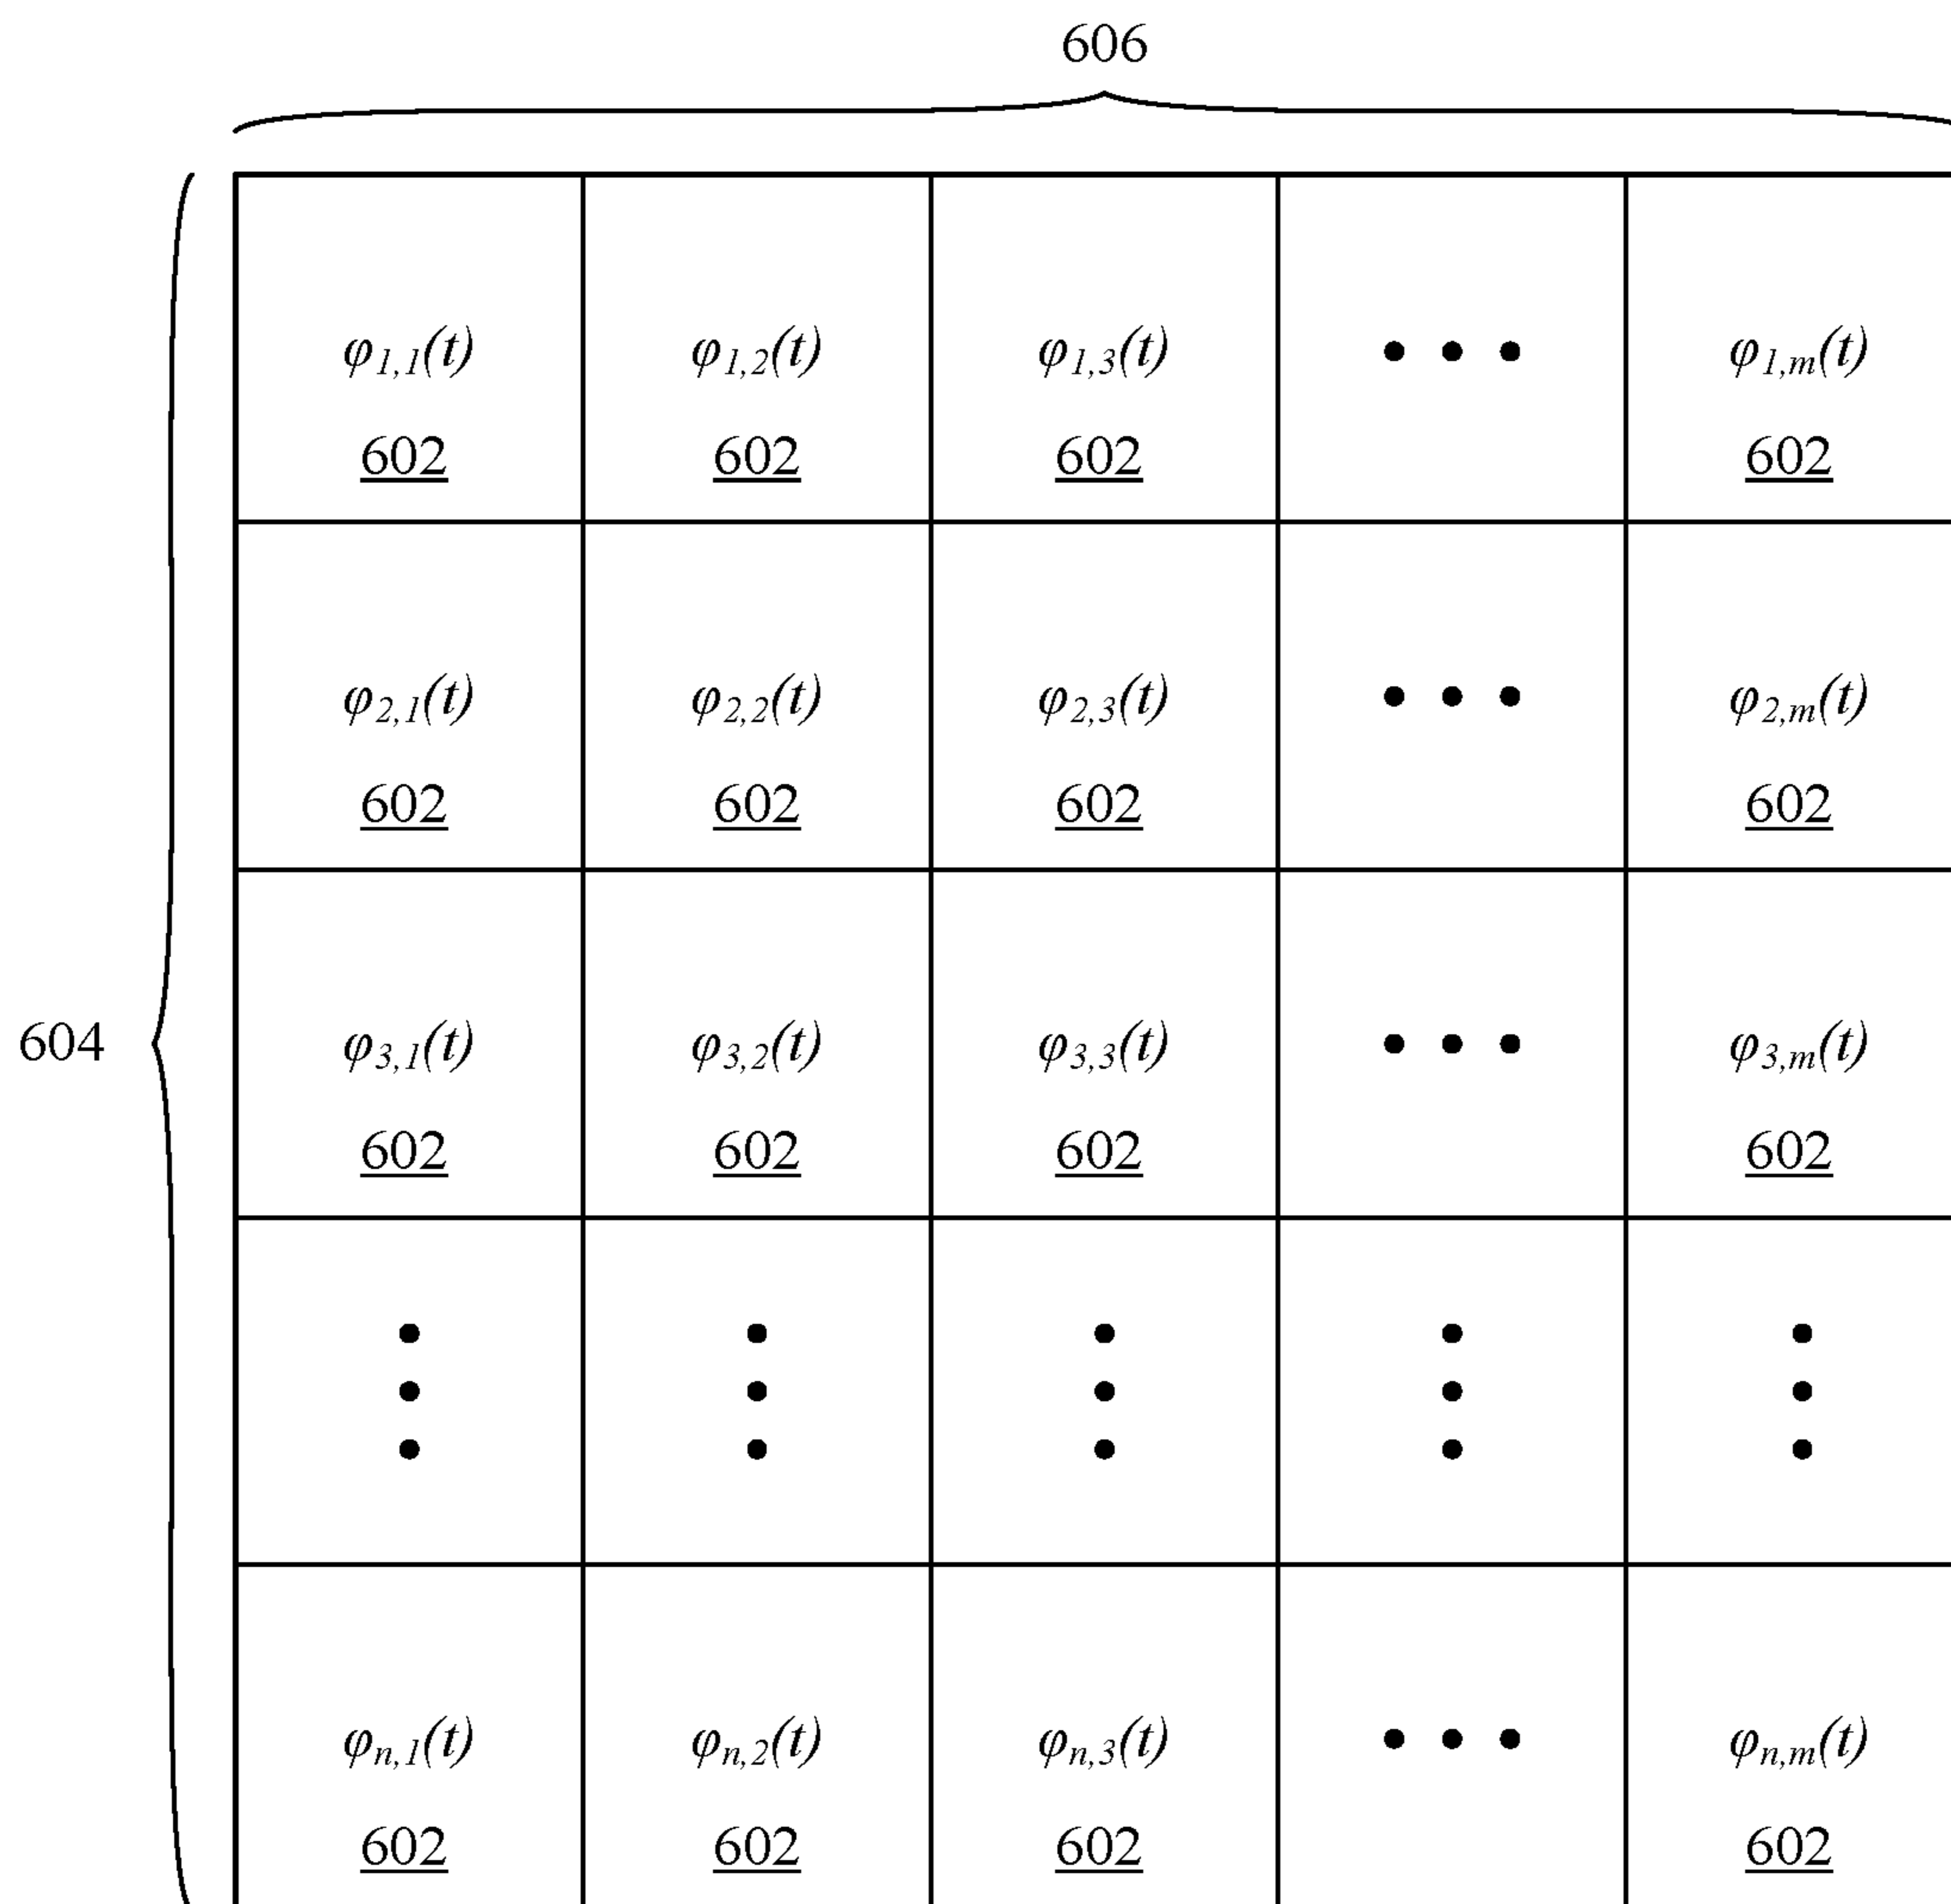 606
φ1,1(t) φ1,2(t) φ1,3(t) • • • φ1,m(t)
602 602 602 602
φ2,1(t) φ2,2(t) φ2,3(t) • • • φ2,m(t)
602 602 602 602
604 φ3,1(t) φ3,2(t) φ3,3(t) • • • φ3,m(t)
602 602 602 602
φn,1(t) φn,2(t) φn,3(t) • • • φn,m(t)
602 602 602 602